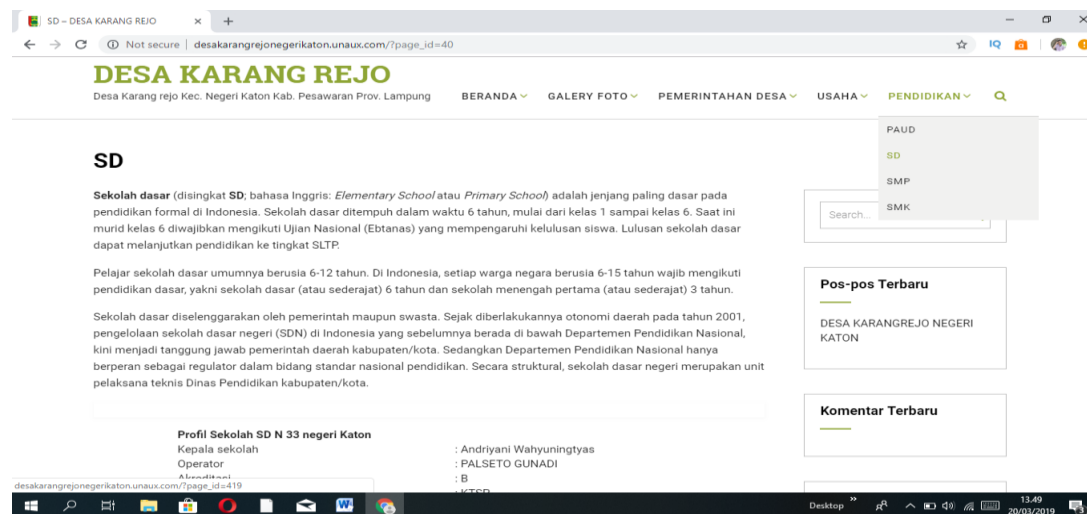 SD – DESA KARANG REJO
Not secure | desakarangrejonegerikaton.unaux.com/?page_id=40
DESA KARANG REJO
Desa Karang rejo Kec. Negeri Katon Kab. Pesawaran Prov. Lampung
BERANDA GALERY FOTO PEMERINTAHAN DESA USAHA PENDIDIKAN
PAUD
SD
SMP
SMK
SD
Sekolah dasar (disingkat SD; bahasa Inggris: Elementary School atau Primary School) adalah jenjang paling dasar pada
pendidikan formal di Indonesia. Sekolah dasar ditempuh dalam waktu 6 tahun, mulai dari kelas 1 sampai kelas 6. Saat ini
murid kelas 6 diwajibkan mengikuti Ujian Nasional (Ebtanas) yang mempengaruhi kelulusan siswa. Lulusan sekolah dasar
dapat melanjutkan pendidikan ke tingkat SLTP.
Pelajar sekolah dasar umumnya berusia 6-12 tahun. Di Indonesia, setiap warga negara berusia 6-15 tahun wajib mengikuti
pendidikan dasar, yakni sekolah dasar (atau sederajat) 6 tahun dan sekolah menengah pertama (atau sederajat) 3 tahun.
Sekolah dasar diselenggarakan oleh pemerintah maupun swasta. Sejak diberlakukannya otonomi daerah pada tahun 2001,
pengelolaan sekolah dasar negeri (SDN) di Indonesia yang sebelumnya berada di bawah Departemen Pendidikan Nasional,
kini menjadi tanggung jawab pemerintah daerah kabupaten/kota. Sedangkan Departemen Pendidikan Nasional hanya
berperan sebagai regulator dalam bidang standar nasional pendidikan. Secara struktural, sekolah dasar negeri merupakan unit
pelaksana teknis Dinas Pendidikan kabupaten/kota.
Profil Sekolah SD N 33 negeri Katon
Kepala sekolah : Andriyani Wahyuningtyas
Operator : PALSETO GUNADI
Akreditasi : B
: KTSP
Search...
Pos-pos Terbaru
DESA KARANGREJO NEGERI
KATON
Komentar Terbaru
desakarangrejonegerikaton.unaux.com/?page_id=419
Desktop
13.49
20/03/2019